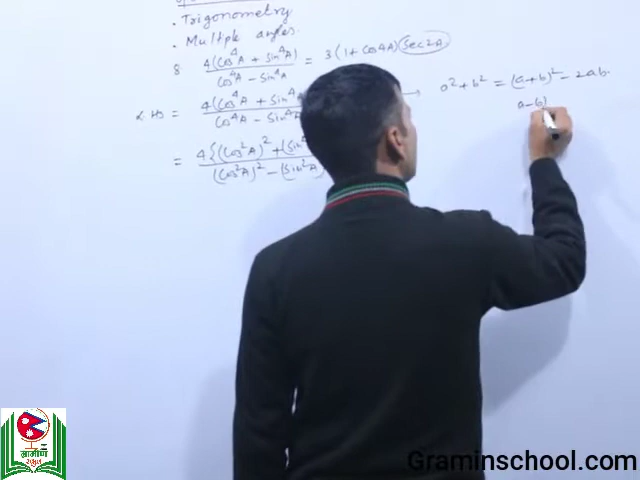 . Trigonometry
. Multiple angles.
8 4(cos⁴A + sin⁴A) / cos⁴A − sin⁴A = 3(1 + cos4A) sec2A
L.HS = 4(cos⁴A + sin⁴A / cos⁴A − sin⁴A
→ a² + b² = (a+b)² − 2ab.
a−b)
= 4{(cos²A)² + (sin² / (cos²A)² − (sin²A)
ग्रामीण
स्कुल
Graminschool.com